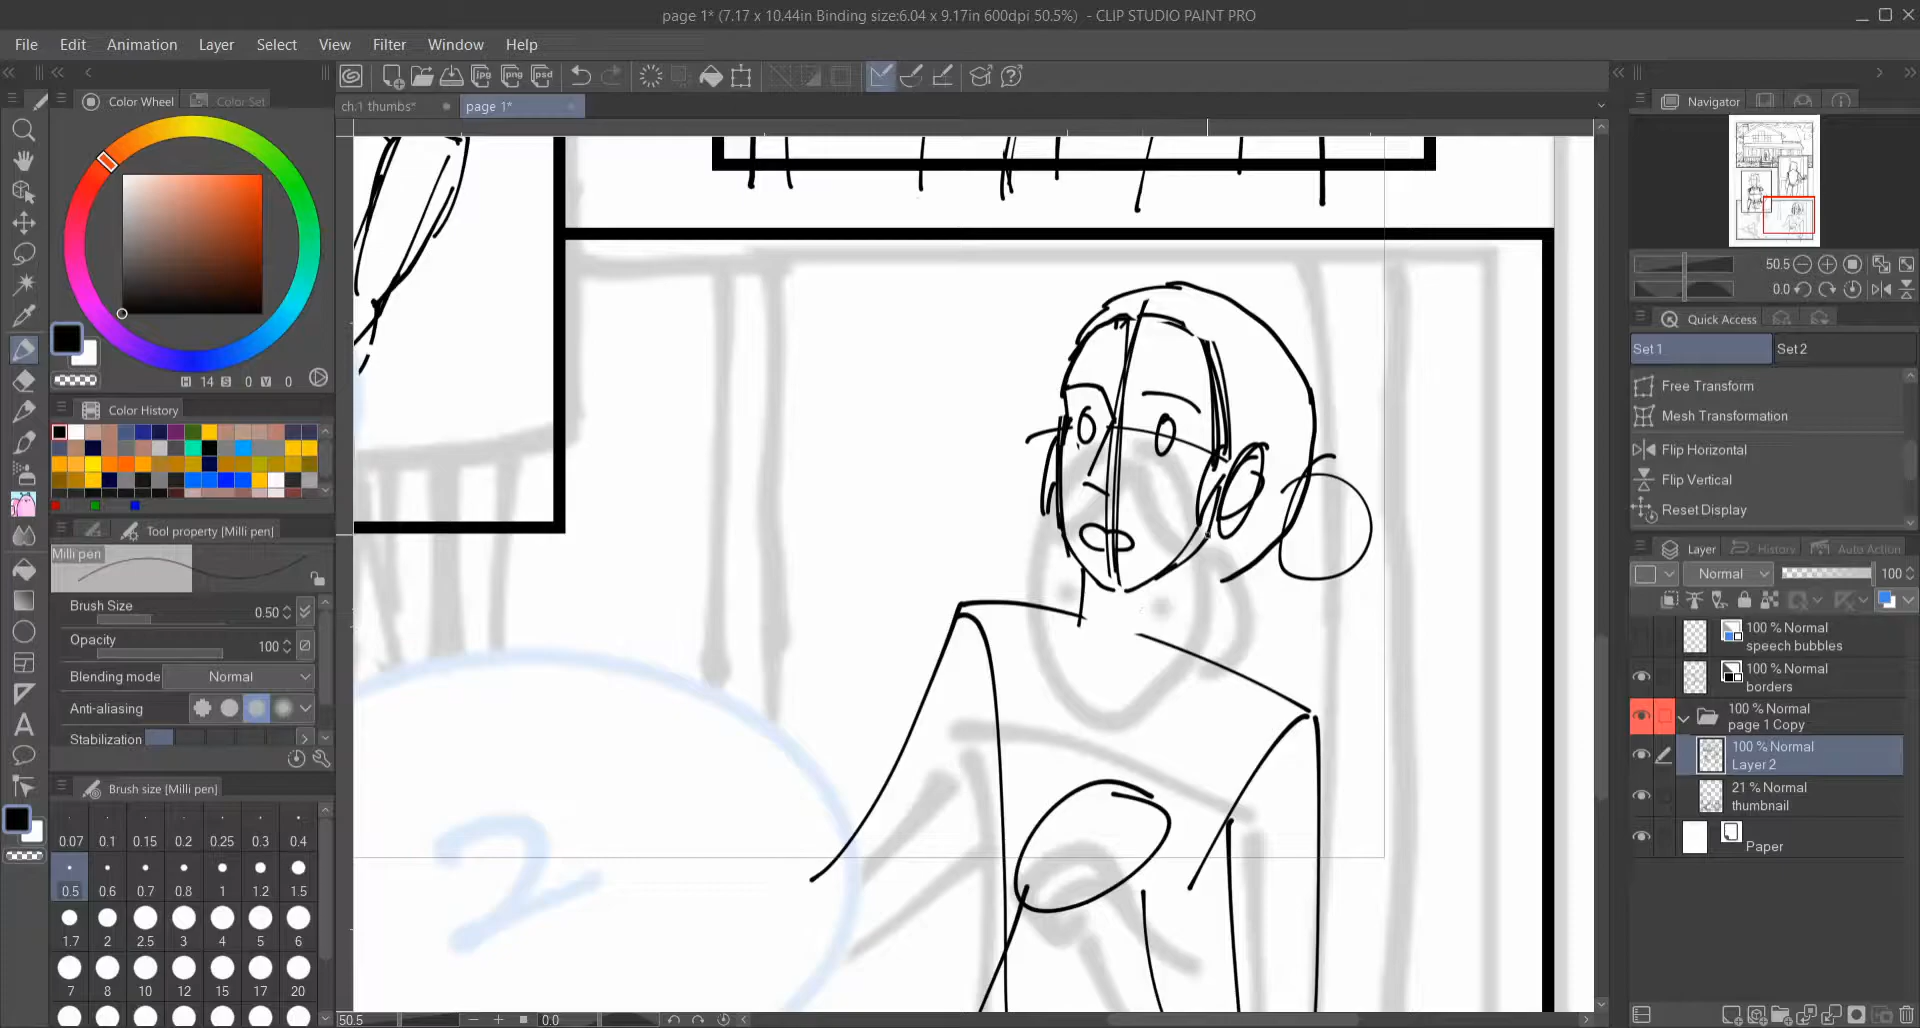 page 1* (7.17 x 10.44in Binding size:6.04 x 9.17in 600dpi 50.5%) - CLIP STUDIO PAINT PRO
File Edit Animation Layer Select View Filter Window Help
jpg png psd
Color Wheel Color Set
ch.1 thumbs* page 1*
Navigator
H 14 S 0 V 0
Color History
Tool property [Milli pen]
Milli pen
Brush Size 0.50
Opacity 100
Blending mode Normal
Anti-aliasing
Stabilization
Brush size [Milli pen]
0.07 0.1 0.15 0.2 0.25 0.3 0.4
0.5 0.6 0.7 0.8 1 1.2 1.5
1.7 2 2.5 3 4 5 6
7 8 10 12 15 17 20
2
50.5 0.0
50.5
0.0
Quick Access
Set 1 Set 2
Free Transform
Mesh Transformation
Flip Horizontal
Flip Vertical
Reset Display
Layer History Auto Action
Normal 100
100 % Normal
speech bubbles
100 % Normal
borders
100 % Normal
page 1 Copy
100 % Normal
Layer 2
21 % Normal
thumbnail
Paper